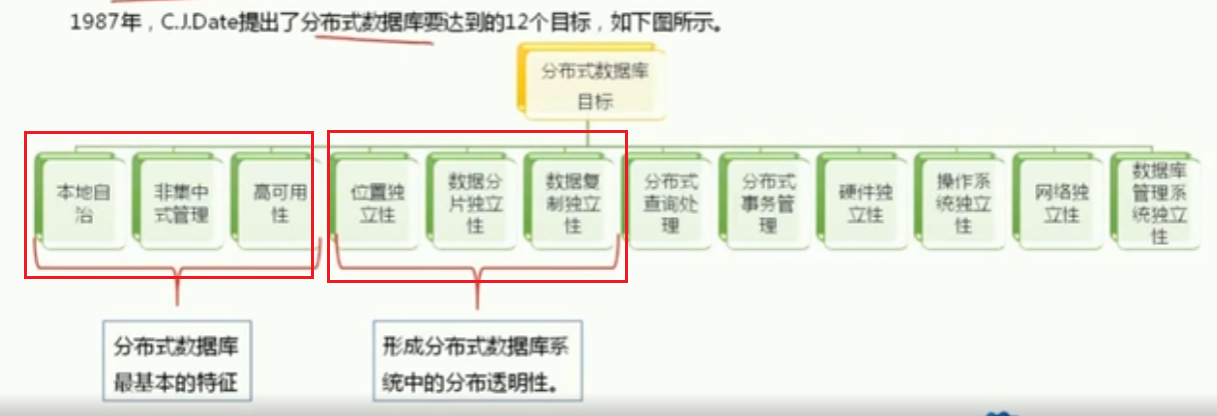 1987年，C.J.Date提出了分布式数据库要达到的12个目标，如下图所示。
分布式数据库
目标
本地自
治
非集中
式管理
高可用
性
位置独
立性
数据分
片独立
性
数据复
制独立
性
分布式
查询处
理
分布式
事务管
理
硬件独
立性
操作系
统独立
性
网络独
立性
数据库
管理系
统独立
性
分布式数据库
最基本的特征
形成分布式数据库系
统中的分布透明性。